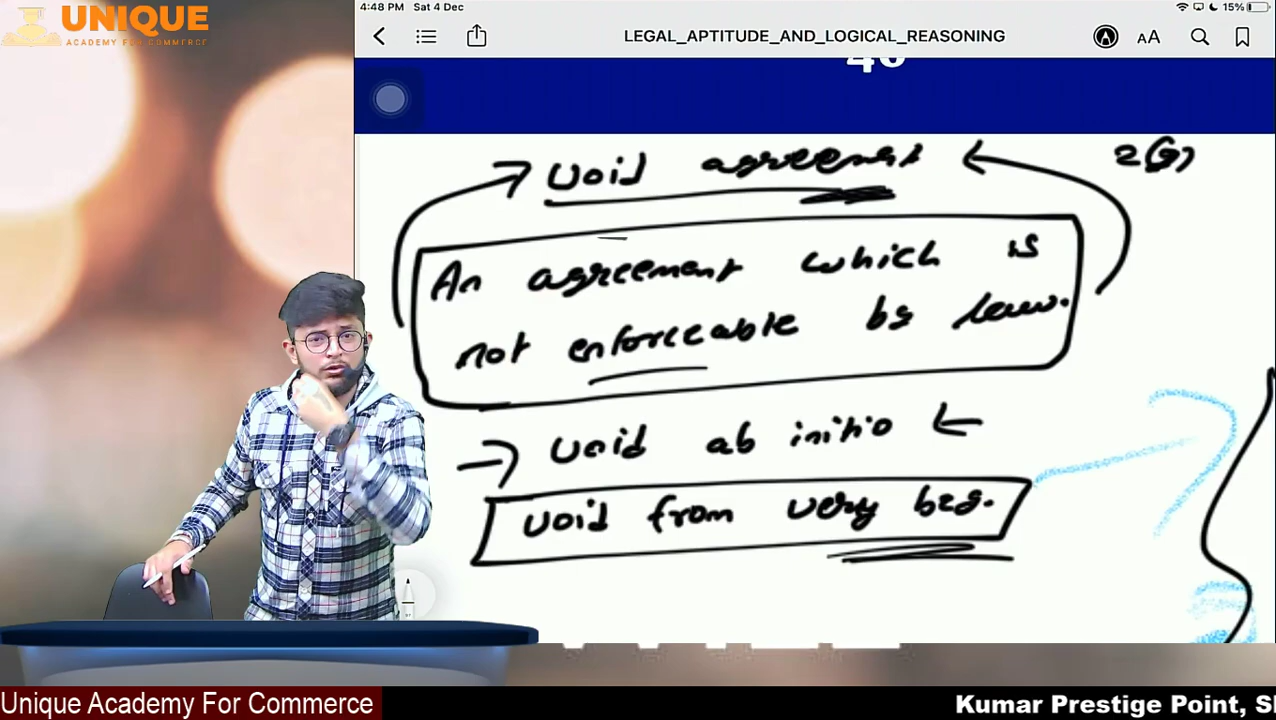 UNIQUE
ACADEMY FOR COMMERCE
4:48 PM Sat 4 Dec
15%
LEGAL_APTITUDE_AND_LOGICAL_REASONING
AA
Void agreement
2(G)
An agreement which is
not enforceable by law.
Void ab initio
Void from very beg.
Unique Academy For Commerce
Kumar Prestige Point,